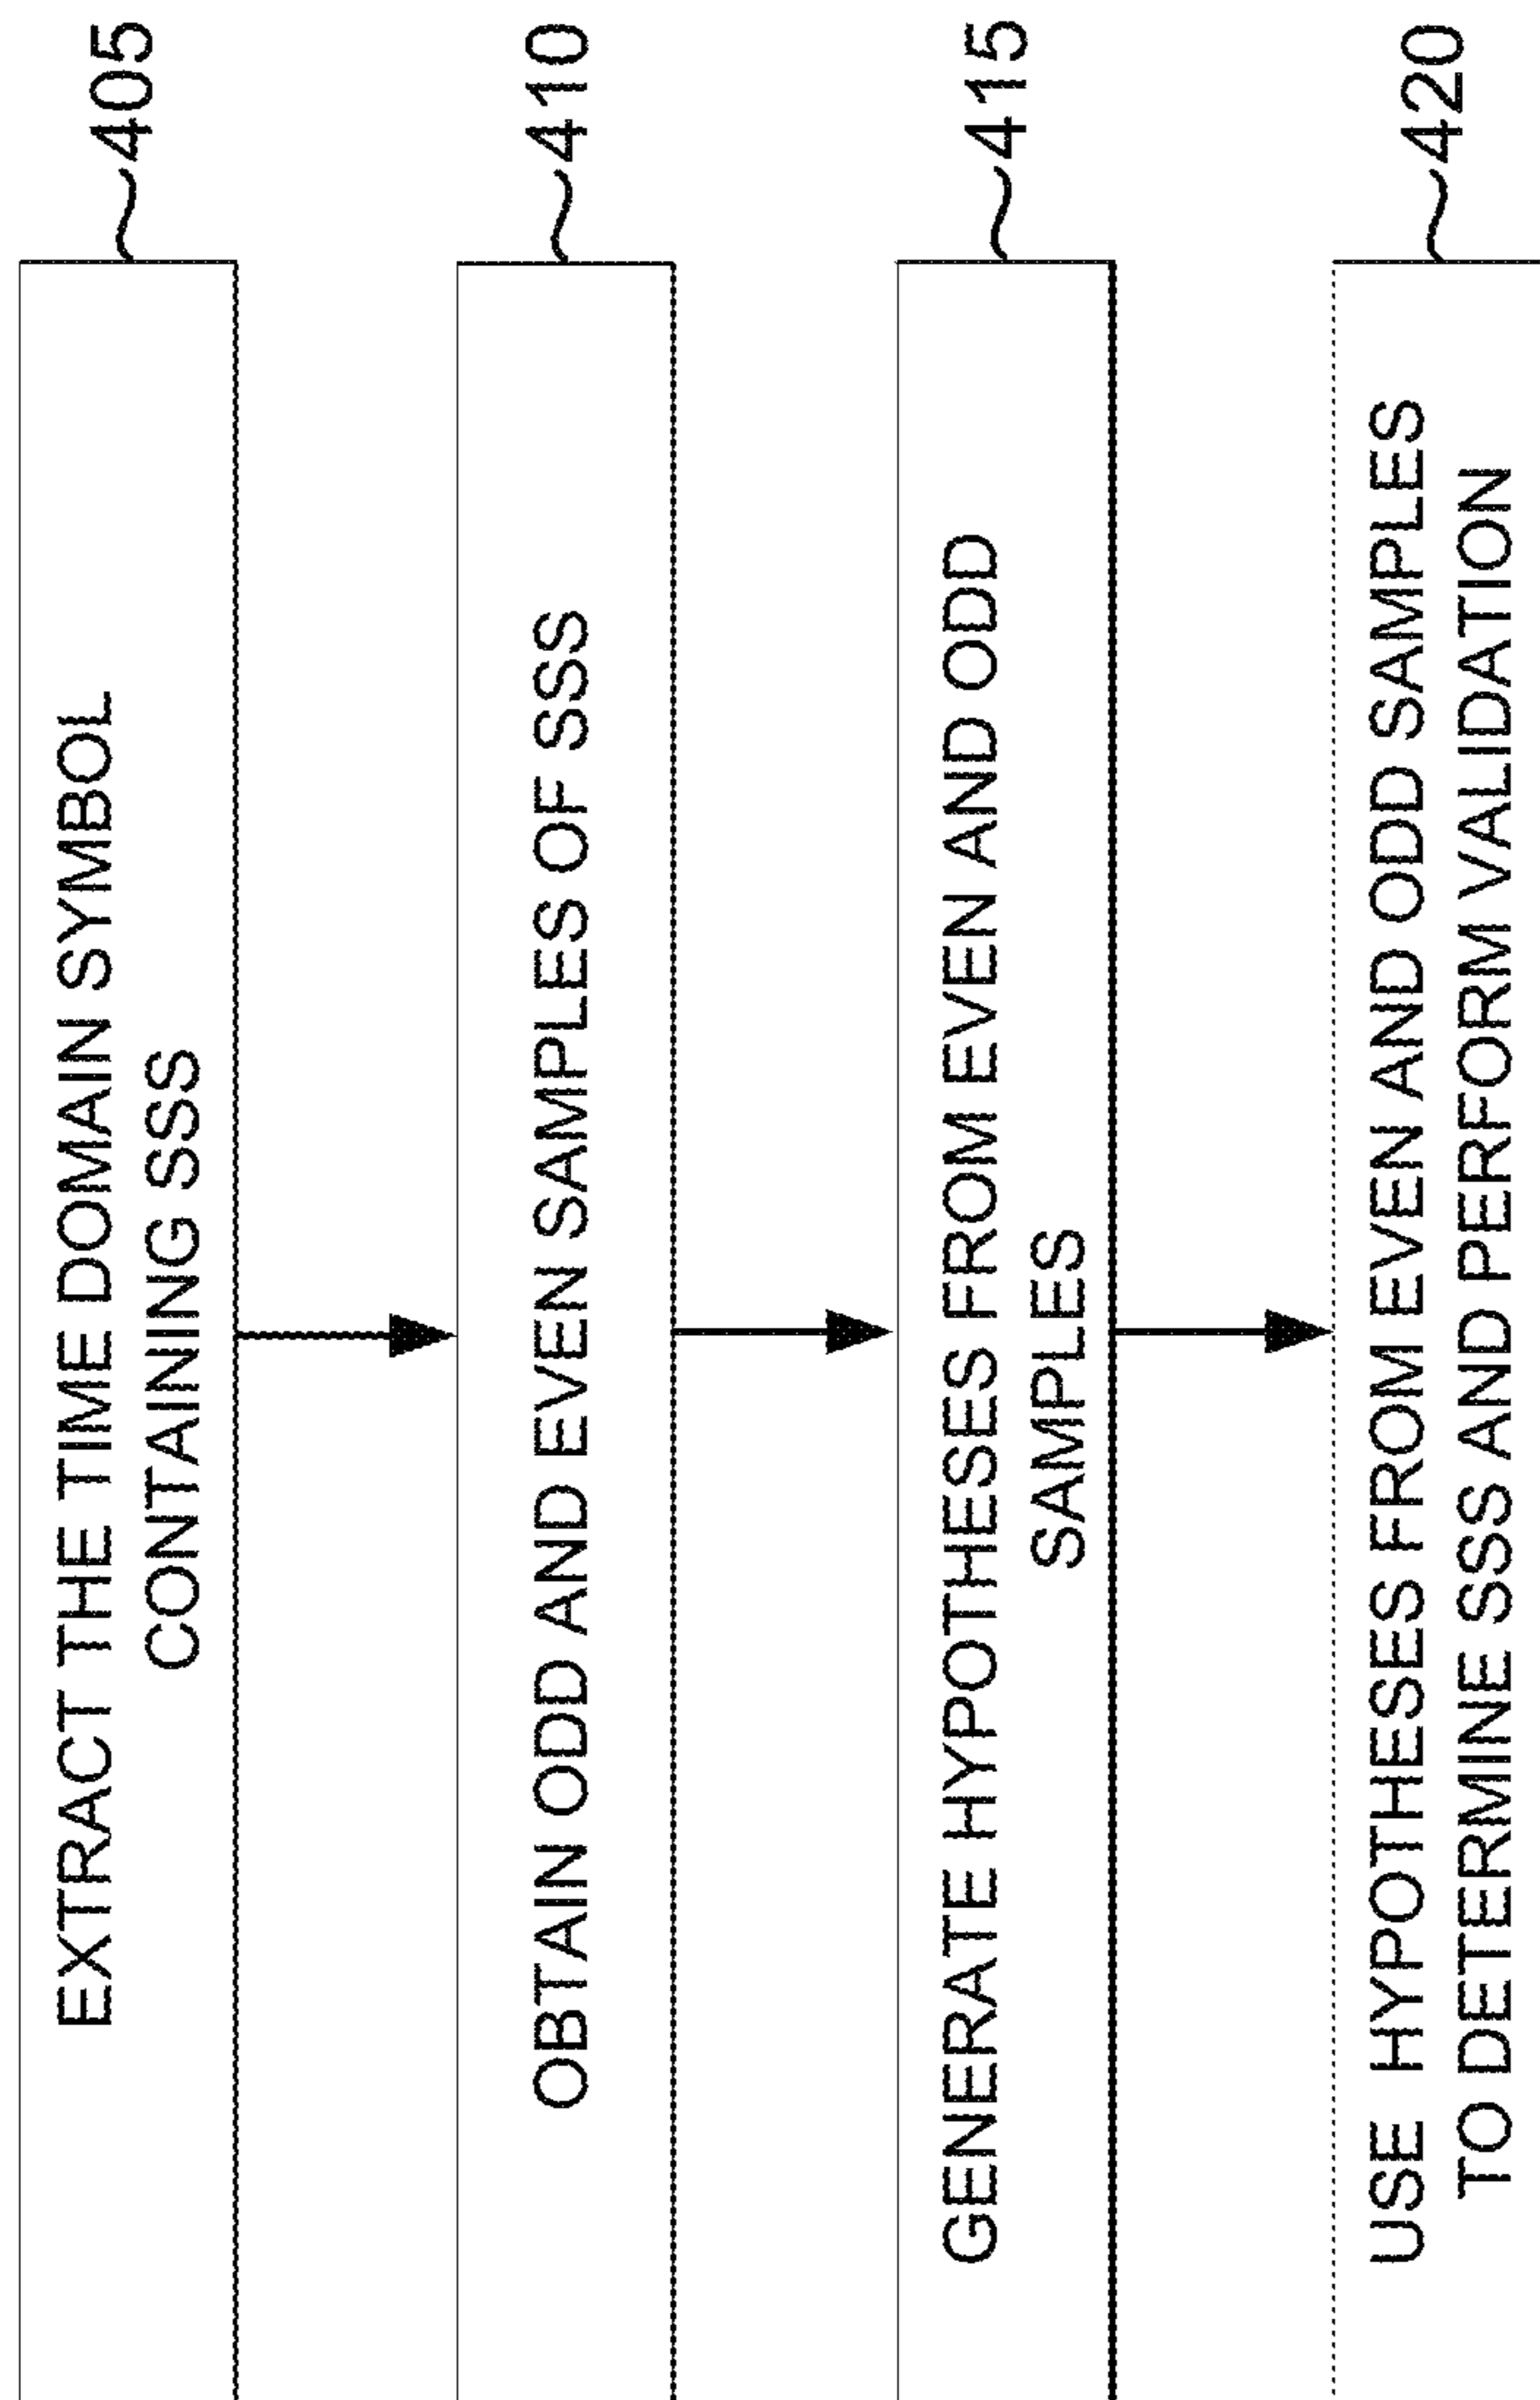 EXTRACT THE TIME DOMAIN SYMBOL
CONTAINING SSS
405
OBTAIN ODD AND EVEN SAMPLES OF SSS
410
GENERATE HYPOTHESES FROM EVEN AND ODD
SAMPLES
415
USE HYPOTHESES FROM EVEN AND ODD SAMPLES
TO DETERMINE SSS AND PERFORM VALIDATION
420